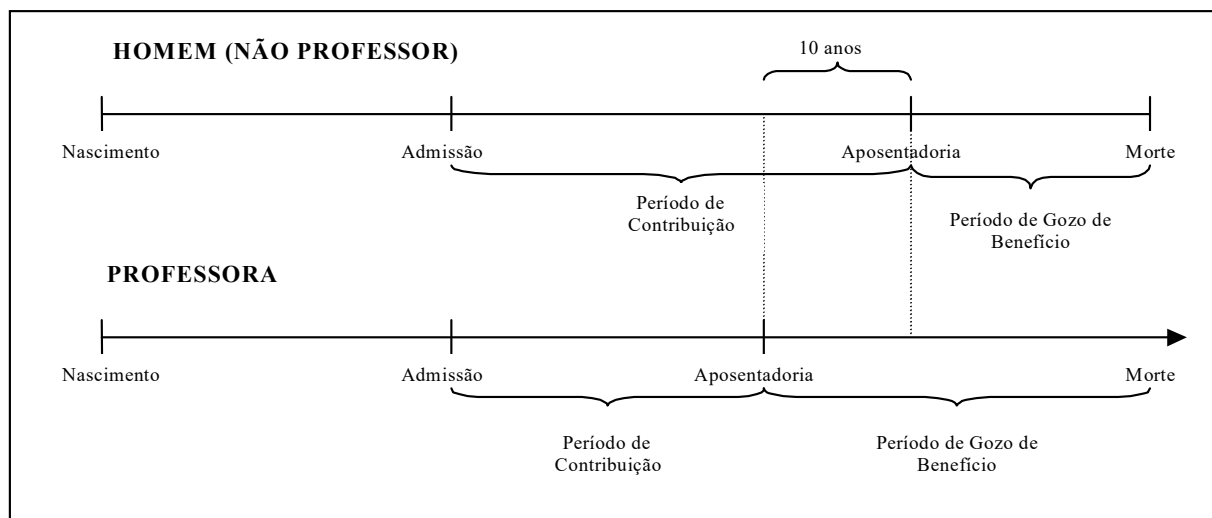 10 anos
HOMEM (NÃO PROFESSOR)
Nascimento
Admissão
Aposentadoria
Morte
Período de
Contribuição
Período de Gozo de
Benefício
PROFESSORA
Nascimento
Admissão
Aposentadoria
Morte
Período de
Contribuição
Período de Gozo de
Benefício